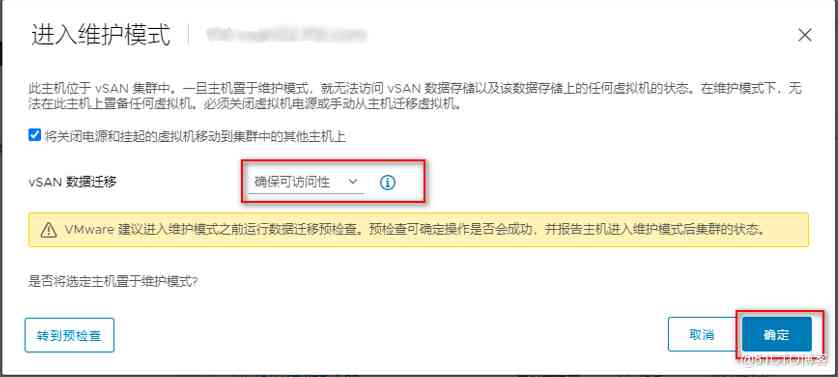 进入维护模式
此主机位于 vSAN 集群中。一旦主机置于维护模式，就无法访问 vSAN 数据存储以及该数据存储上的任何虚拟机的状态。在维护模式下，无
法在此主机上置备任何虚拟机。必须关闭虚拟机电源或手动从主机迁移虚拟机。
将关闭电源和挂起的虚拟机移动到集群中的其他主机上
vSAN 数据迁移 确保可访问性
VMware 建议进入维护模式之前运行数据迁移预检查。预检查可确定操作是否会成功，并报告主机进入维护模式后集群的状态。
是否将选定主机置于维护模式?
转到预检查 取消 确定
@51CTO博客